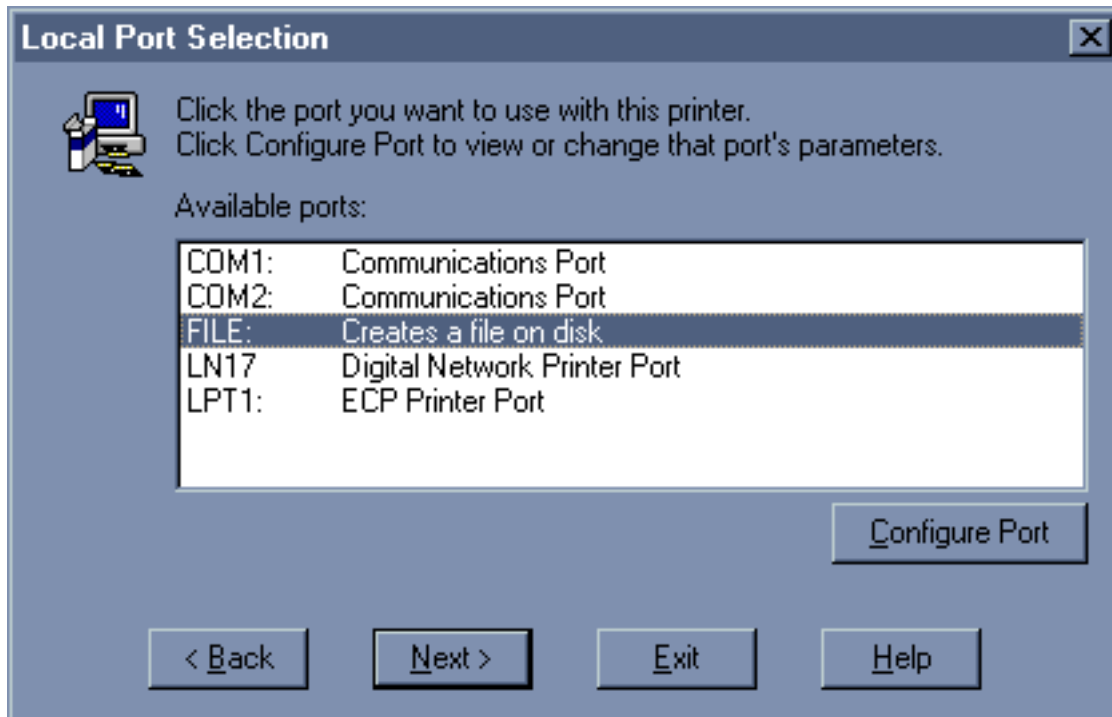 Local Port Selection
Click the port you want to use with this printer.
Click Configure Port to view or change that port's parameters.
Available ports:
COM1: Communications Port
COM2: Communications Port
FILE: Creates a file on disk
LN17 Digital Network Printer Port
LPT1: ECP Printer Port
Configure Port
< Back Next > Exit Help